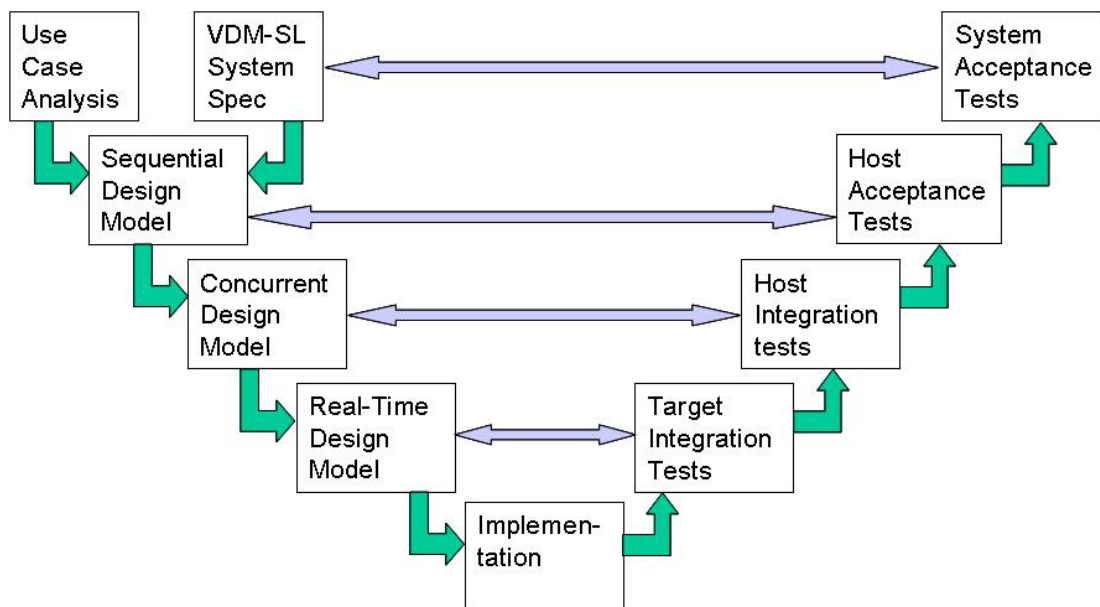 Use
Case
Analysis
VDM-SL
System
Spec
System
Acceptance
Tests
Sequential
Design
Model
Host
Acceptance
Tests
Concurrent
Design
Model
Host
Integration
tests
Real-Time
Design
Model
Target
Integration
Tests
Implemen-
tation